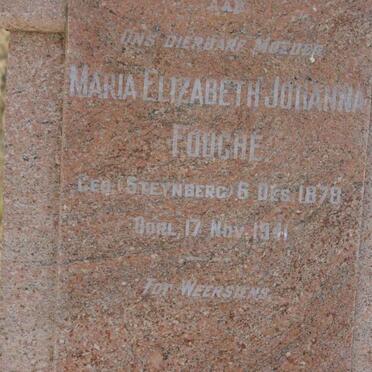 AAN
ONS DIERBARE MOEDER
MARIA ELIZABETH JOHANNA
FOUCHÉ
GEB. (STEYNBERG) 6 DES. 1878
OORL. 17 NOV. 1941
TOT WEERSIENS.